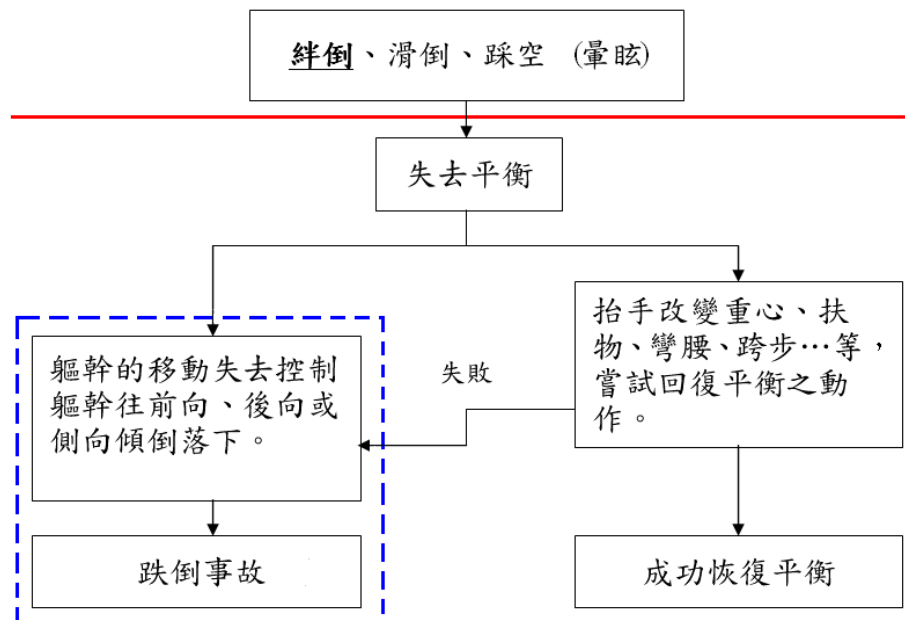 絆倒、滑倒、踩空 (暈眩)
失去平衡
抬手改變重心、扶
物、彎腰、跨步…等，
嘗試回復平衡之動
作。
軀幹的移動失去控制
軀幹往前向、後向或
側向傾倒落下。
失敗
跌倒事故
成功恢復平衡